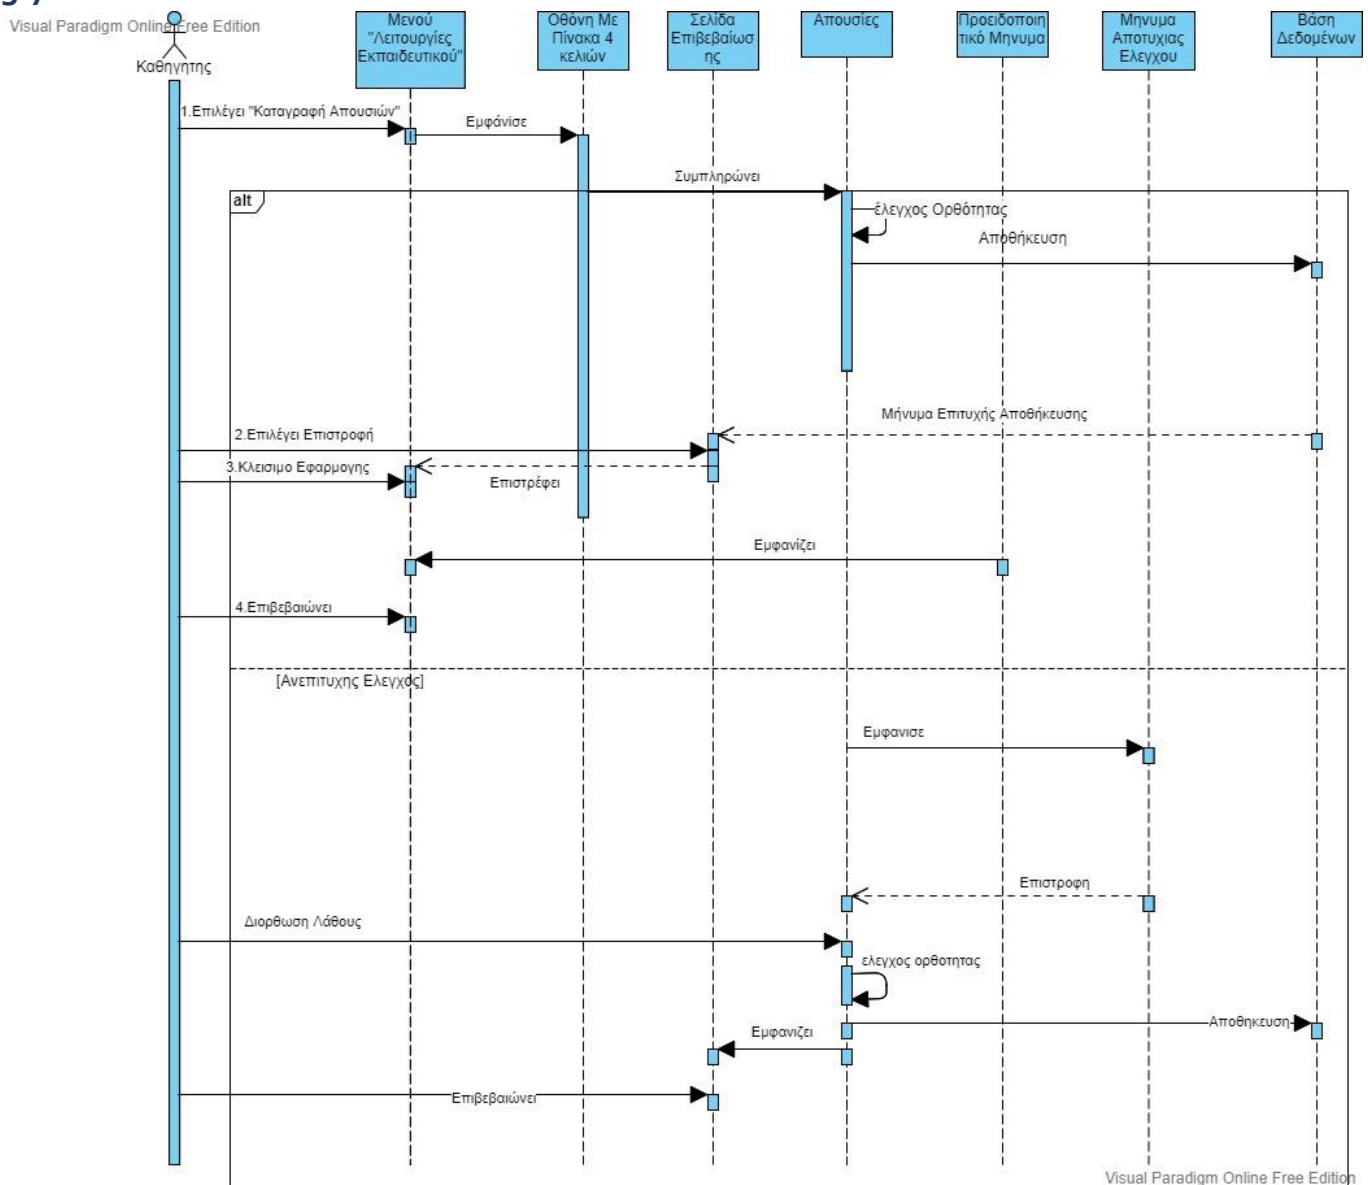 Visual Paradigm Online Free Edition
Καθηγητης
Μενού
"Λειτουργίες
Εκπαιδευτικού"
Οθόνη Με
Πίνακα 4
κελιών
Σελίδα
Επιβεβαίωσ
ης
Απουσίες
Προειδοποιη
τικό Μηνυμα
Μηνυμα
Αποτυχιας
Ελεγχου
Βάση
Δεδομένων
1.Επιλέγει "Καταγραφή Απουσιών"
Εμφάνισε
Συμπληρώνει
alt
έλεγχος Ορθότητας
Αποθήκευση
Μήνυμα Επιτυχής Αποθήκευσης
2.Επιλέγει Επιστροφή
3.Κλεισιμο Εφαρμογης
Επιστρέφει
Εμφανίζει
4.Επιβεβαιώνει
[Ανεπιτυχης Ελεγχος]
Εμφανισε
Επιστροφη
Διορθωση Λάθους
ελεγχος ορθοτητας
Αποθηκευση
Εμφανιζει
Επιβεβαιώνει
Visual Paradigm Online Free Edition